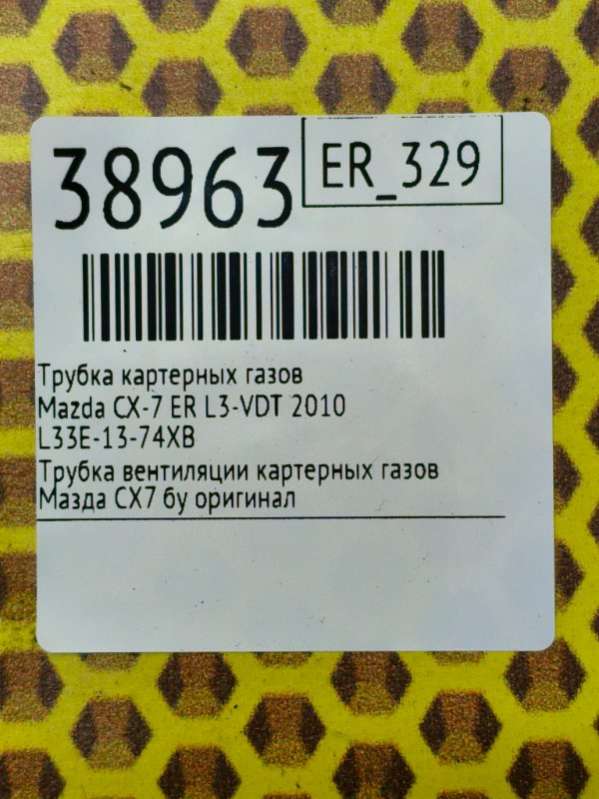 38963
ER_329
Трубка картерных газов
Mazda CX-7 ER L3-VDT 2010
L33E-13-74XB
Трубка вентиляции картерных газов
Мазда СХ7 бу оригинал